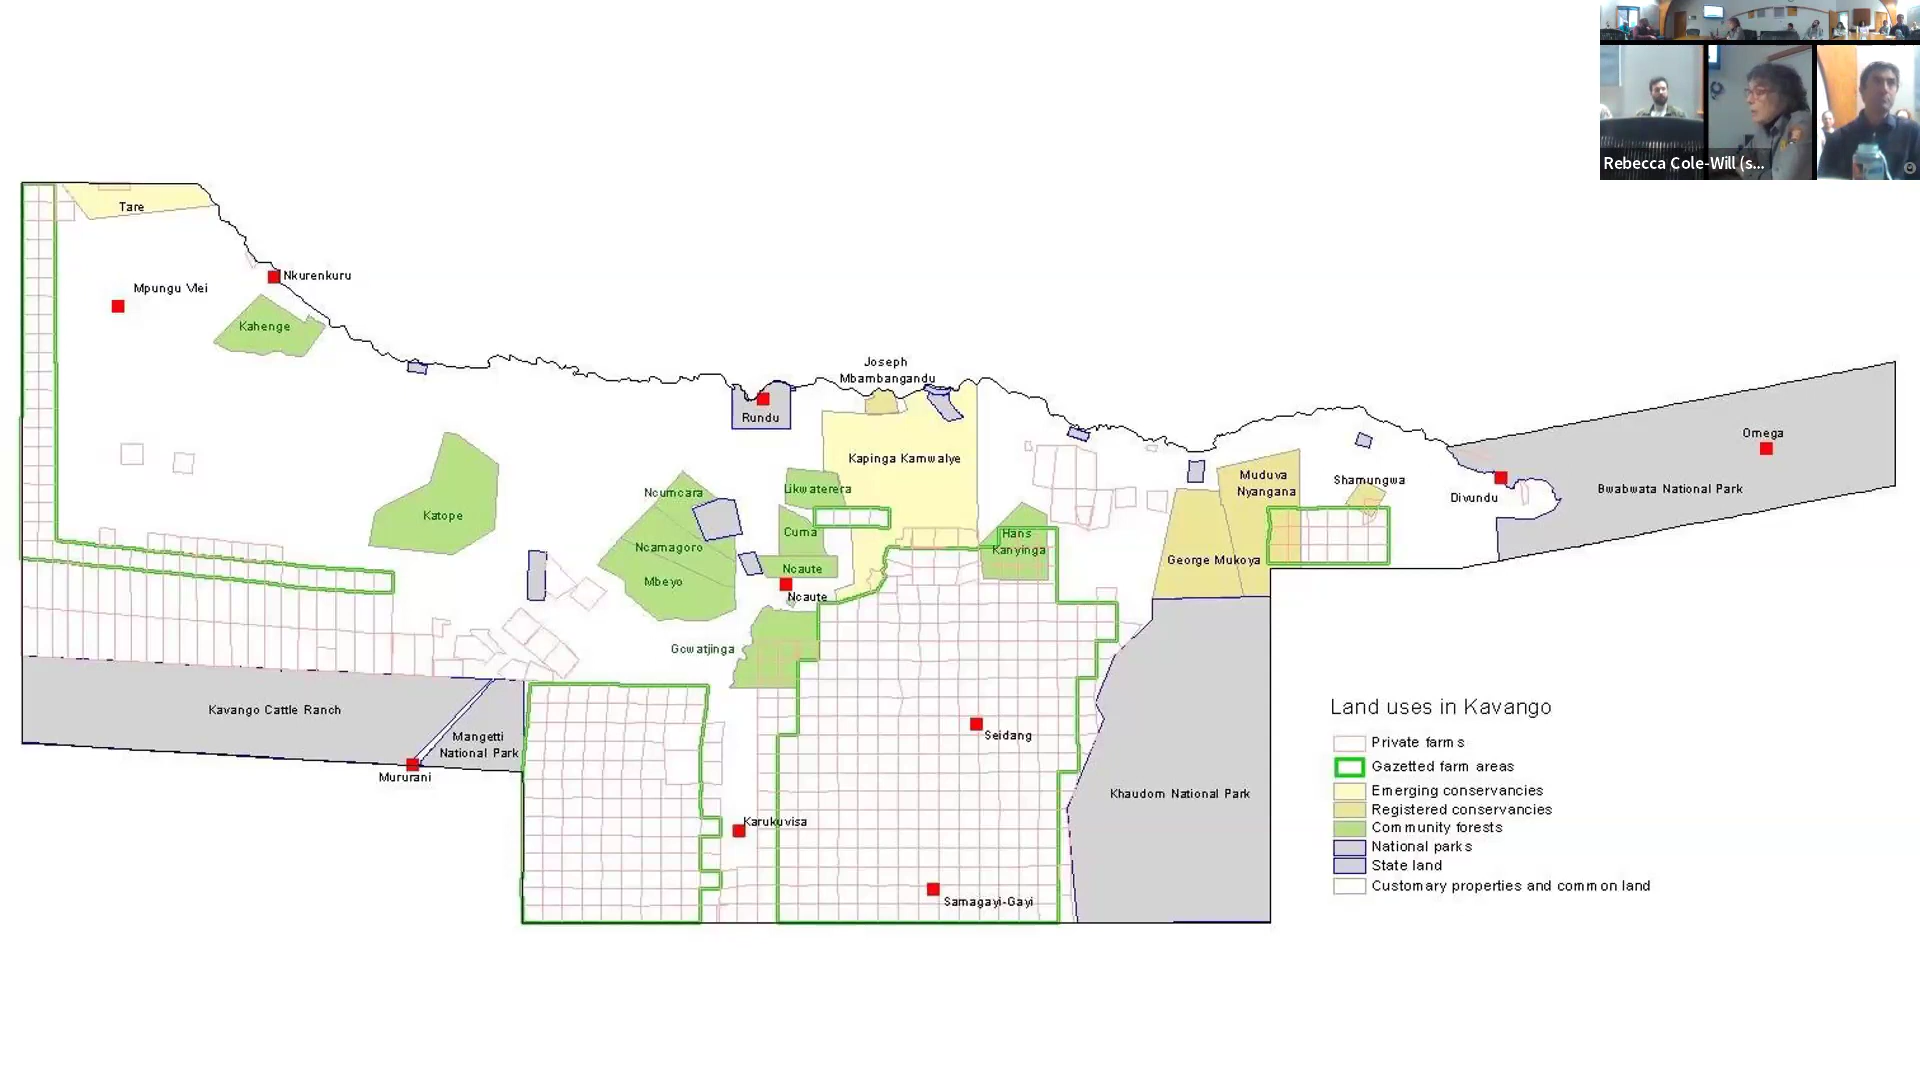 Rebecca Cole-Will (s...
Tare
Nkurenkuru
Mpungu Vlei
Kahenge
Joseph
Mbambangandu
Rundu
Omega
Kapinga Kamwalye
Muduva
Nyangana
Shamungwa
Bwabwata National Park
Divundu
Ncumcara
Likwaterera
Katope
Cuma
Hans
Kanyinga
Ncamagoro
George Mukoya
Ncaute
Mbeyo
Ncaute
Gcwatjinga
Kavango Cattle Ranch
Mangetti
National Park
Mururani
Seidang
Khaudom National Park
Karukuvisa
Samagayi-Gayi
Land uses in Kavango
Private farms
Gazetted farm areas
Emerging conservancies
Registered conservancies
Community forests
National parks
State land
Customary properties and common land